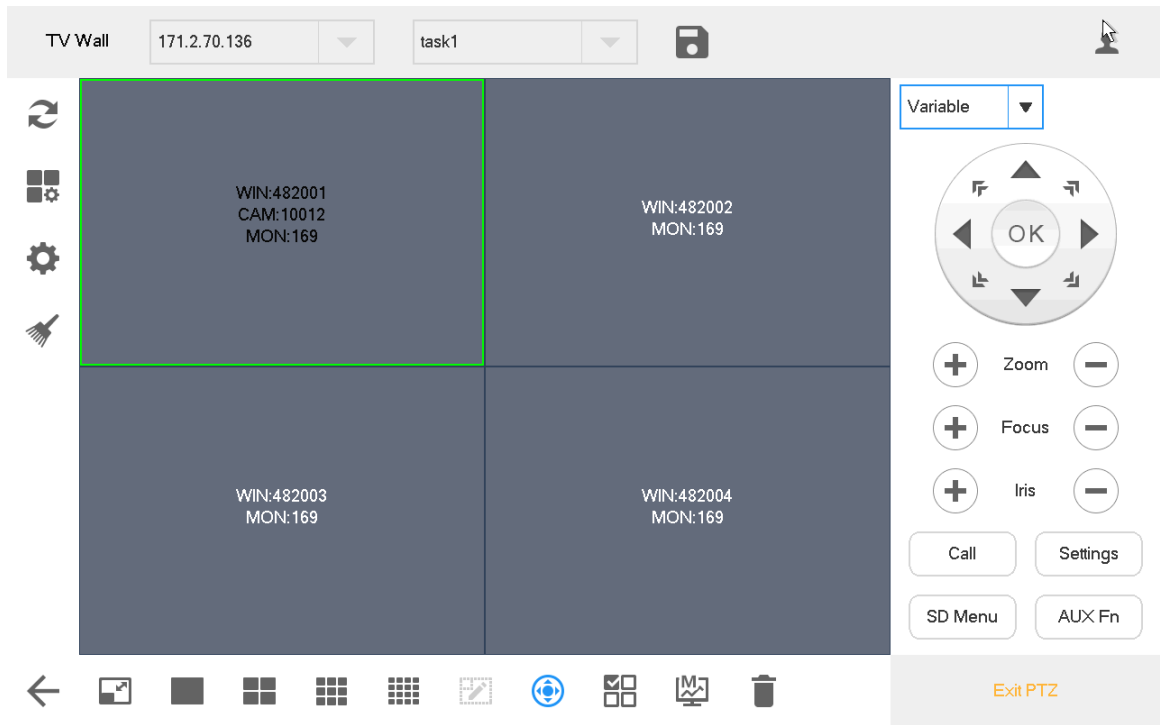 TV Wall
171.2.70.136
task1
Variable
WIN:482001
CAM:10012
MON:169
WIN:482002
MON:169
OK
Zoom
Focus
Iris
WIN:482003
MON:169
WIN:482004
MON:169
Call
Settings
SD Menu
AUX Fn
M
Exit PTZ